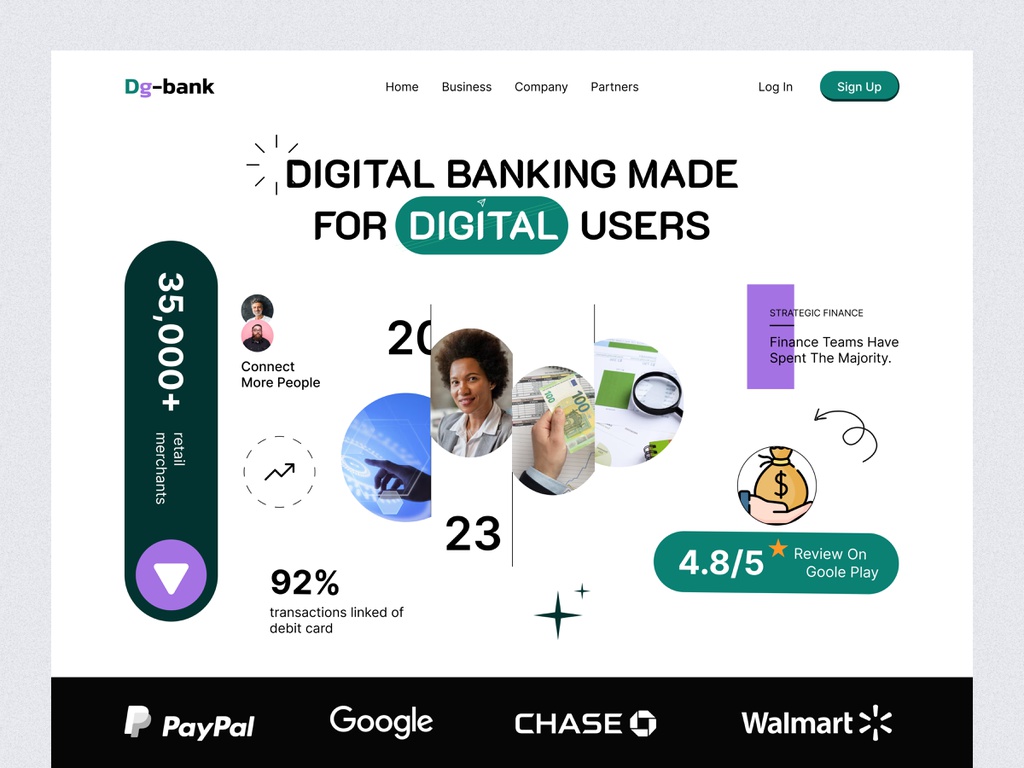 Dg-bank
Home Business Company Partners
Log In
Sign Up
DIGITAL BANKING MADE
FOR DIGITAL USERS
35,000+
retail
merchants
Connect
More People
20
23
92%
transactions linked of
debit card
100
100
STRATEGIC FINANCE
Finance Teams Have
Spent The Majority.
$
4.8/5
Review On
Goole Play
PayPal
Google
CHASE
Walmart